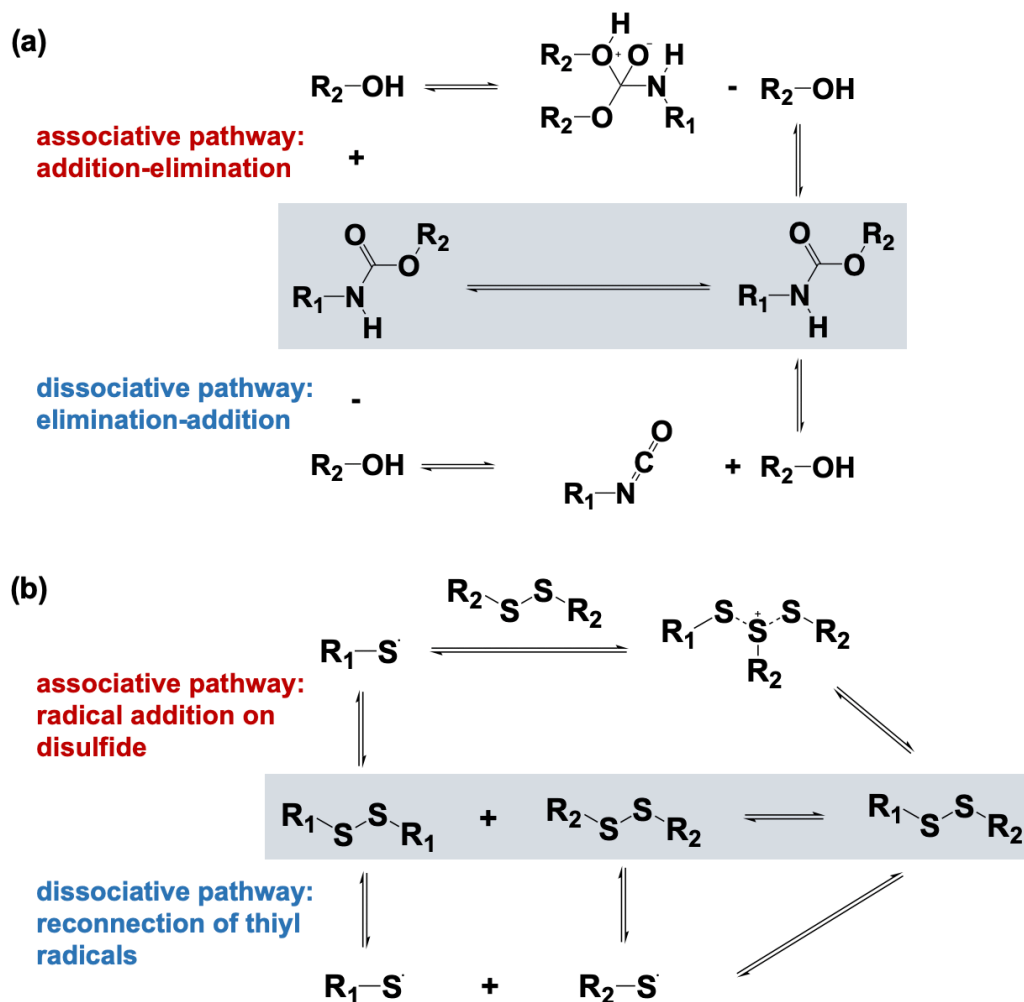 (a)
R2–OH
R2–O+ O- H H
R2–O N R1
- R2–OH
associative pathway:
addition-elimination
+
O R2 O R1–N H
O R2 O R1–N H
dissociative pathway:
elimination-addition
-
R2–OH
R1–N C O
+ R2–OH
(b)
R2 S S R2
R1–S·
R1 S S+ S R2 R2
associative pathway:
radical addition on
disulfide
R1 S S R1 + R2 S S R2
R1 S S R2
dissociative pathway:
reconnection of thiyl
radicals
R1–S· + R2–S·